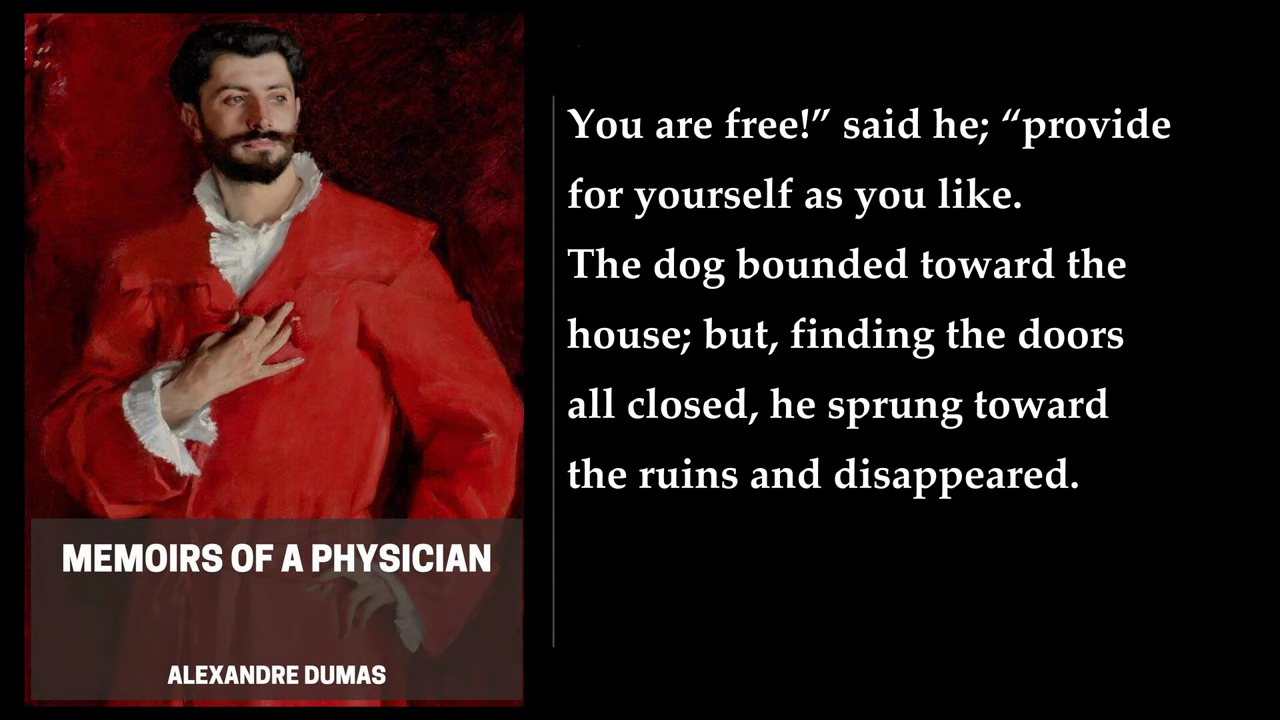 MEMOIRS OF A PHYSICIAN
ALEXANDRE DUMAS
You are free!” said he; “provide
for yourself as you like.
The dog bounded toward the
house; but, finding the doors
all closed, he sprung toward
the ruins and disappeared.